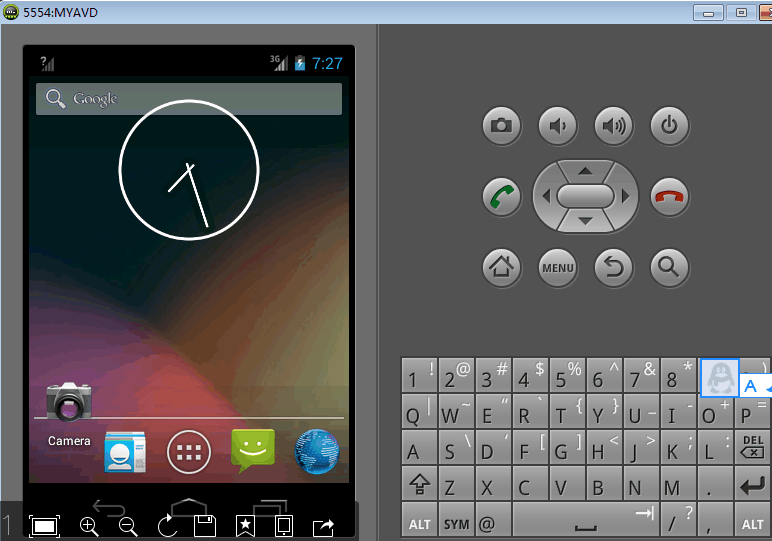 5554:MYAVD
? 3G 7:27
Google
Camera
MENU
1 ! 2 @ 3 # 4 $ 5 % 6 ^ 7 & 8 *
A
Q | W ~ E “ R ` T { Y } U _ I - O + P =
A S \ D ‘ F [ G ] H < J > K ; L : DEL
Z X C V B N M .
ALT SYM @ / ? , ALT
1